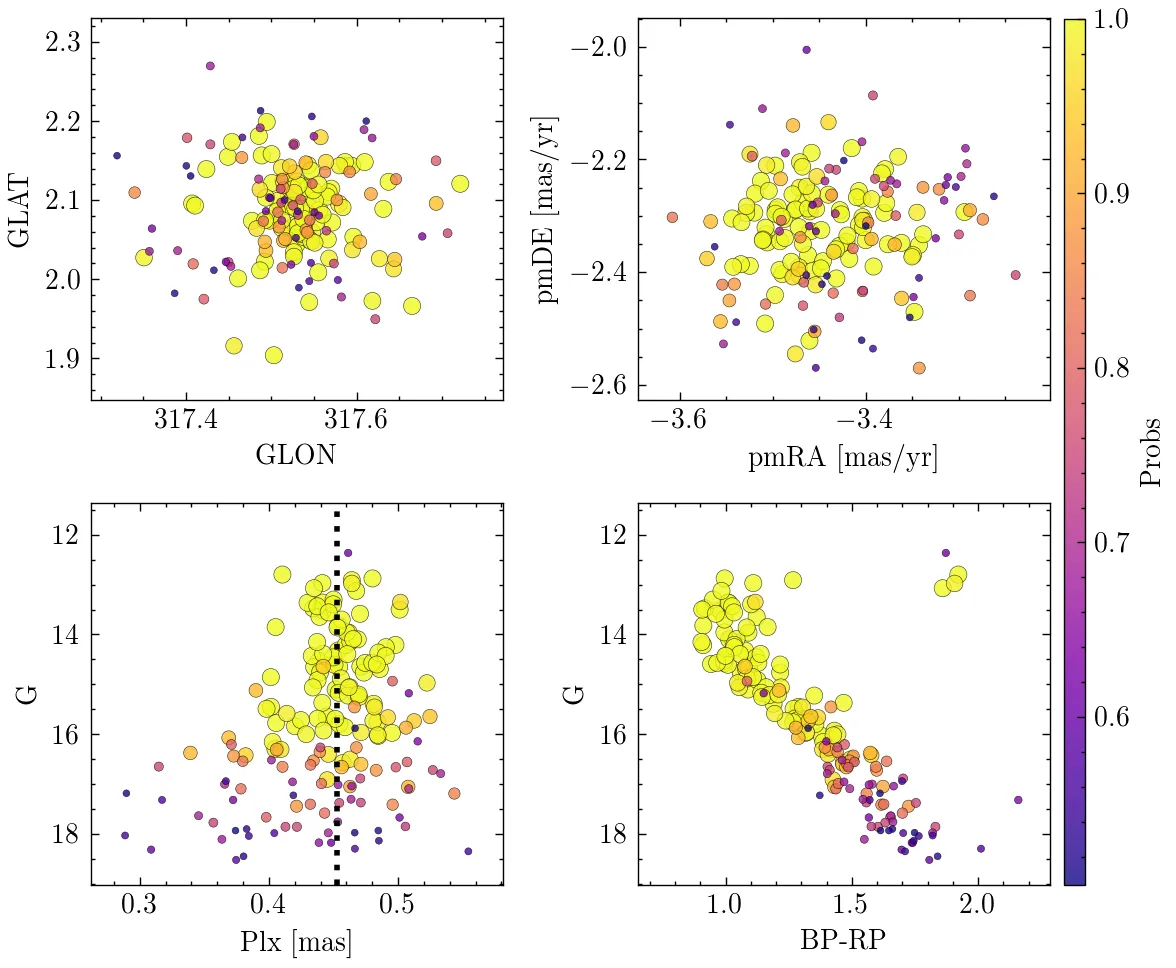 2.3
2.2
2.1
2.0
1.9
GLAT
317.4 317.6
GLON
−2.0
−2.2
−2.4
−2.6
pmDE [mas/yr]
−3.6 −3.4
pmRA [mas/yr]
1.0
0.9
0.8
0.7
0.6
Probs
12
14
16
18
G
0.3 0.4 0.5
Plx [mas]
12
14
16
18
G
1.0 1.5 2.0
BP-RP